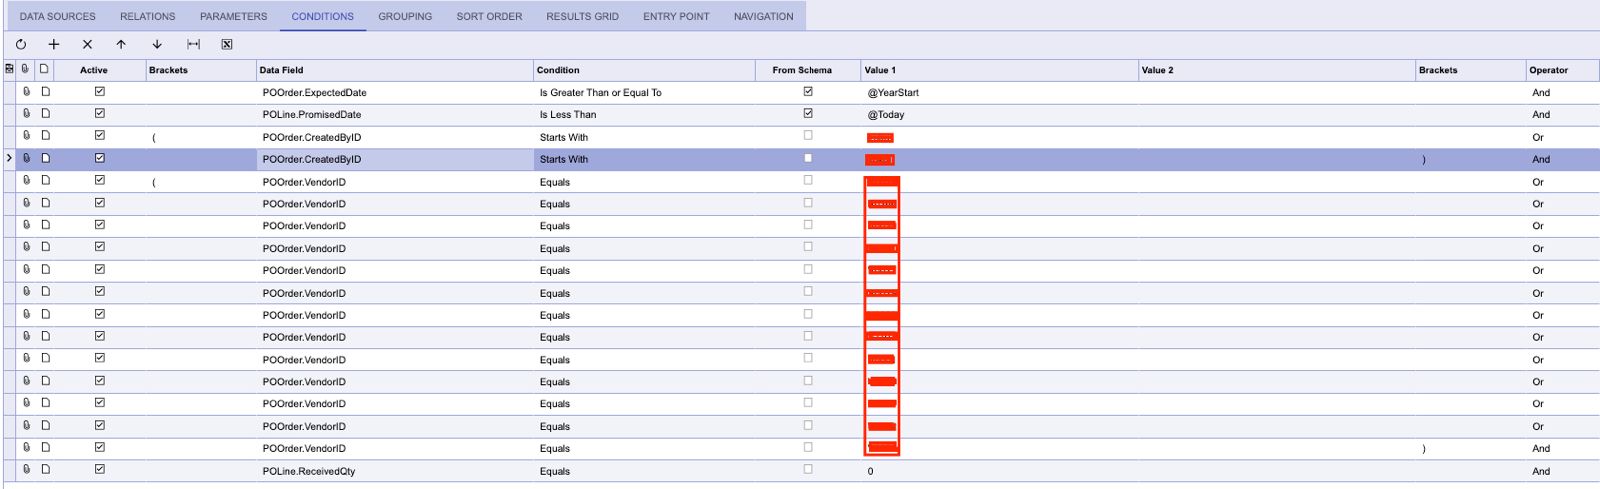 DATA SOURCES RELATIONS PARAMETERS CONDITIONS GROUPING SORT ORDER RESULTS GRID ENTRY POINT NAVIGATION
Active Brackets Data Field Condition From Schema Value 1 Value 2 Brackets Operator
POOrder.ExpectedDate Is Greater Than or Equal To @YearStart And
POLine.PromisedDate Is Less Than @Today And
( POOrder.CreatedByID Starts With Or
POOrder.CreatedByID Starts With ) And
( POOrder.VendorID Equals Or
POOrder.VendorID Equals Or
POOrder.VendorID Equals Or
POOrder.VendorID Equals Or
POOrder.VendorID Equals Or
POOrder.VendorID Equals Or
POOrder.VendorID Equals Or
POOrder.VendorID Equals Or
POOrder.VendorID Equals Or
POOrder.VendorID Equals Or
POOrder.VendorID Equals Or
POOrder.VendorID Equals Or
POOrder.VendorID Equals ) And
POLine.ReceivedQty Equals 0 And